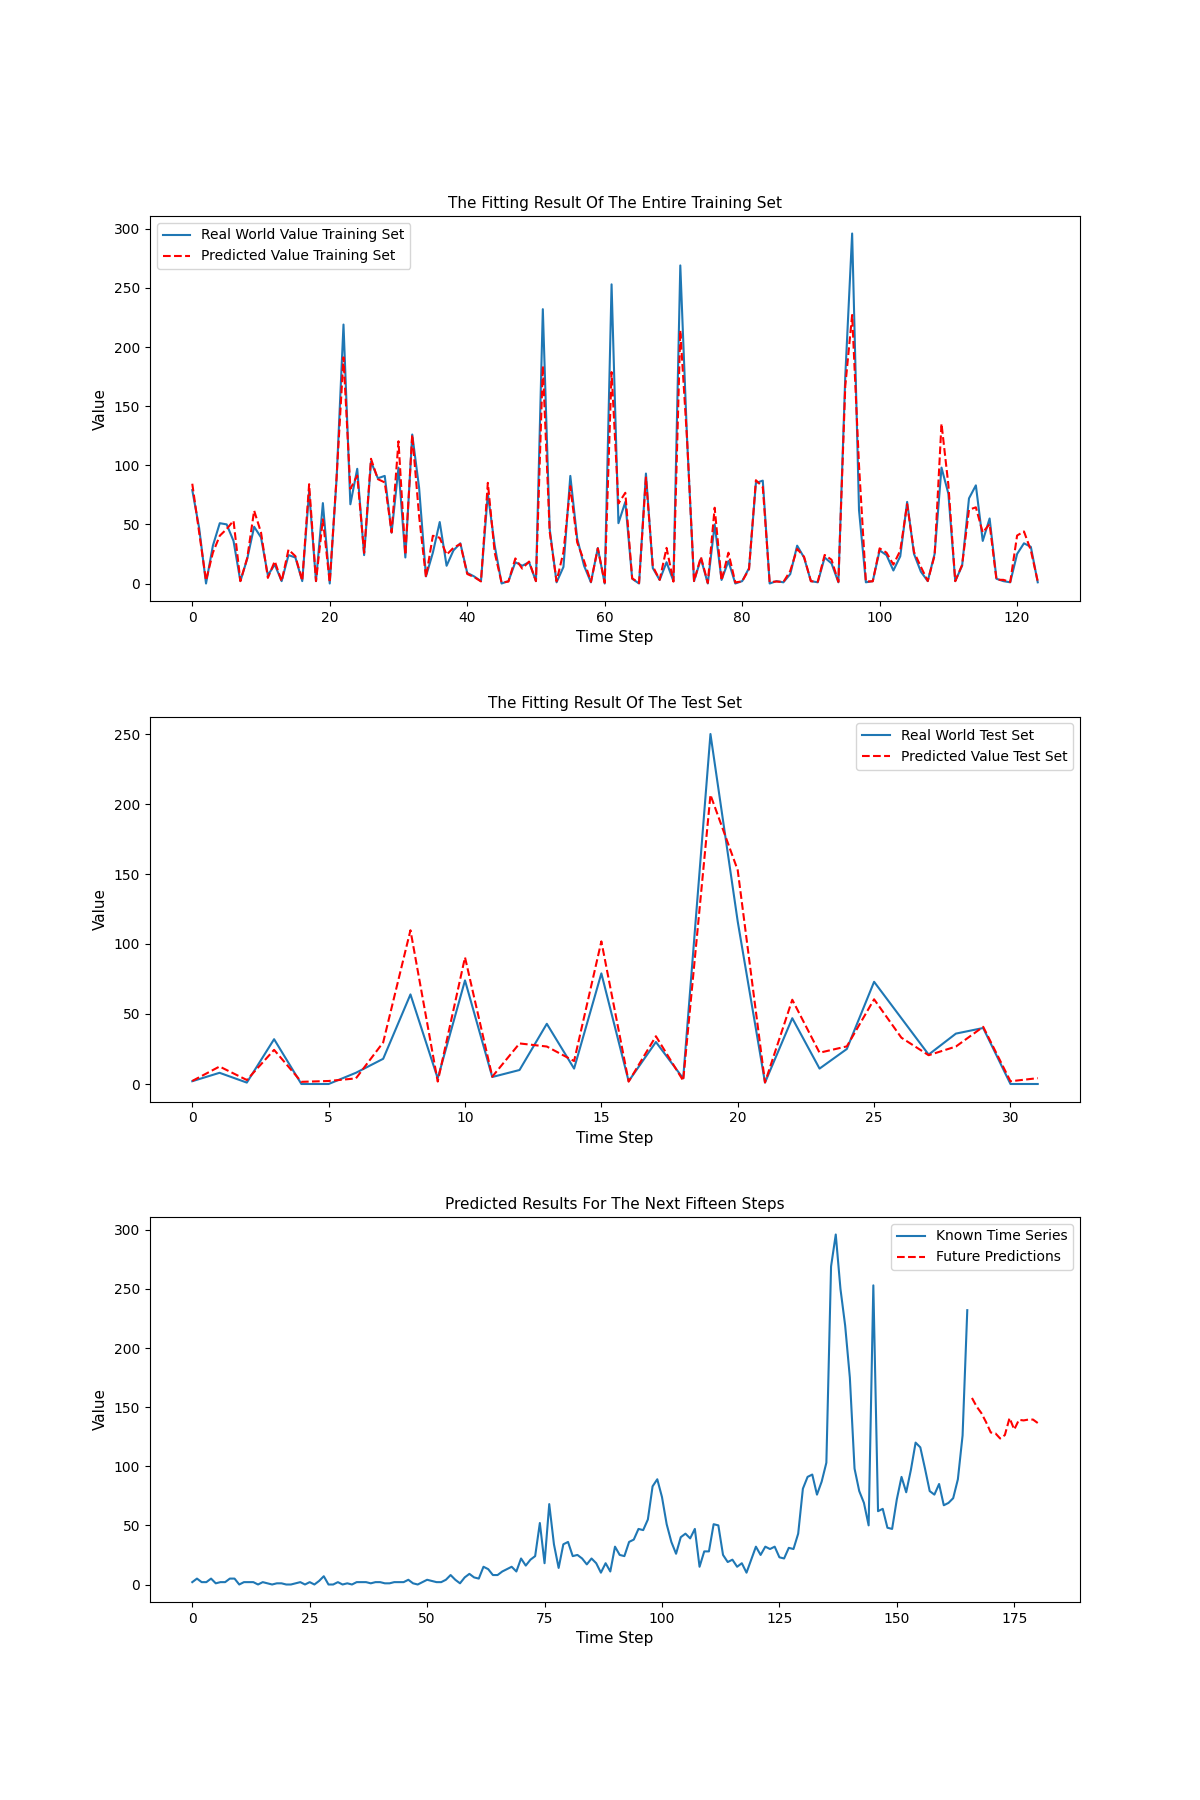 The Fitting Result Of The Entire Training Set
Real World Value Training Set
Predicted Value Training Set
300
250
200
150
100
50
0
Value
0 20 40 60 80 100 120
Time Step
The Fitting Result Of The Test Set
Real World Test Set
Predicted Value Test Set
250
200
150
100
50
0
Value
0 5 10 15 20 25 30
Time Step
Predicted Results For The Next Fifteen Steps
Known Time Series
Future Predictions
300
250
200
150
100
50
0
Value
0 25 50 75 100 125 150 175
Time Step